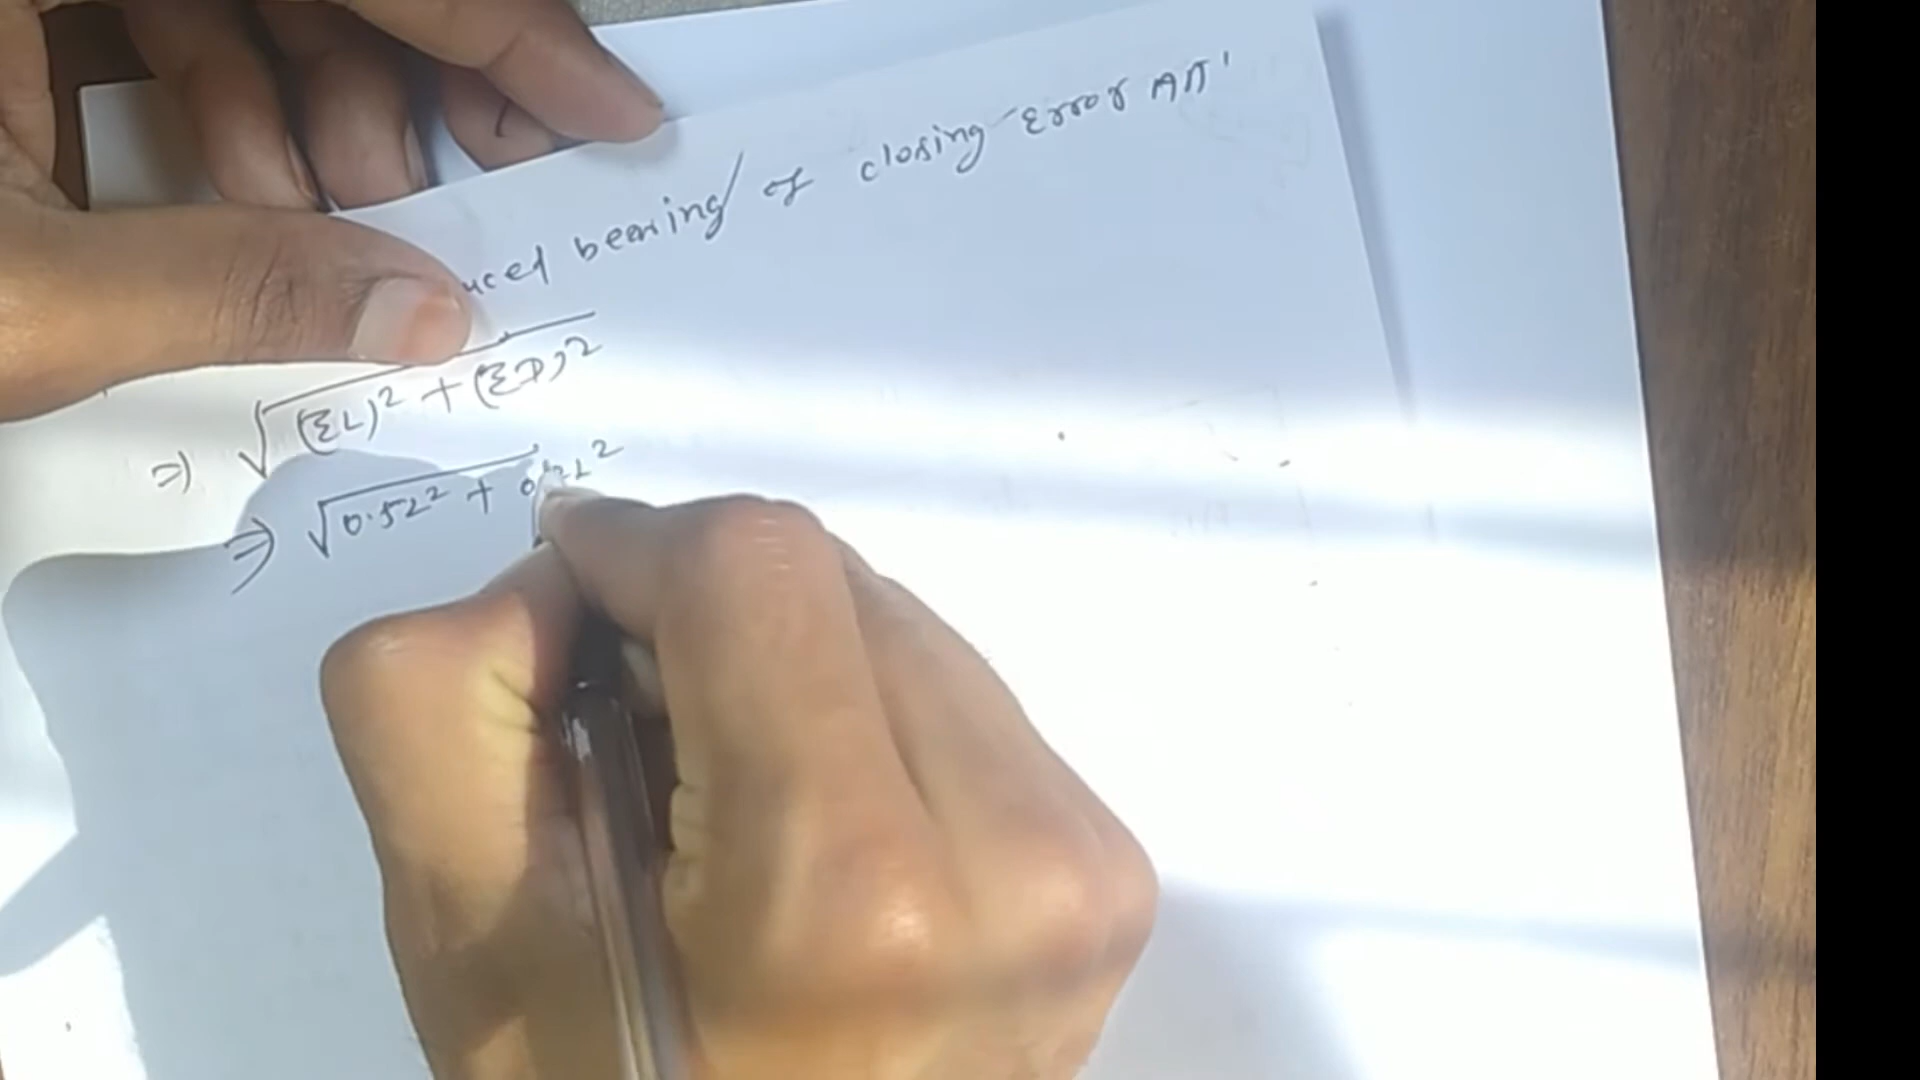 bearing of closing Error AA'
⇒ √(ΣL)² + (ΣD)²
⇒ √0.52² +